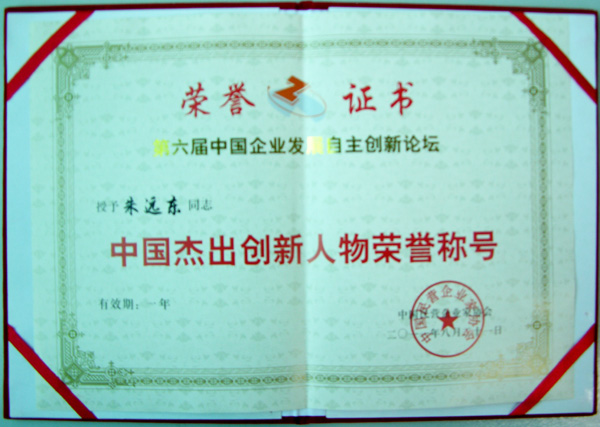 荣誉证书
第六届中国企业发展自主创新论坛
授予 朱远东 同志
中国杰出创新人物荣誉称号
有效期：一年